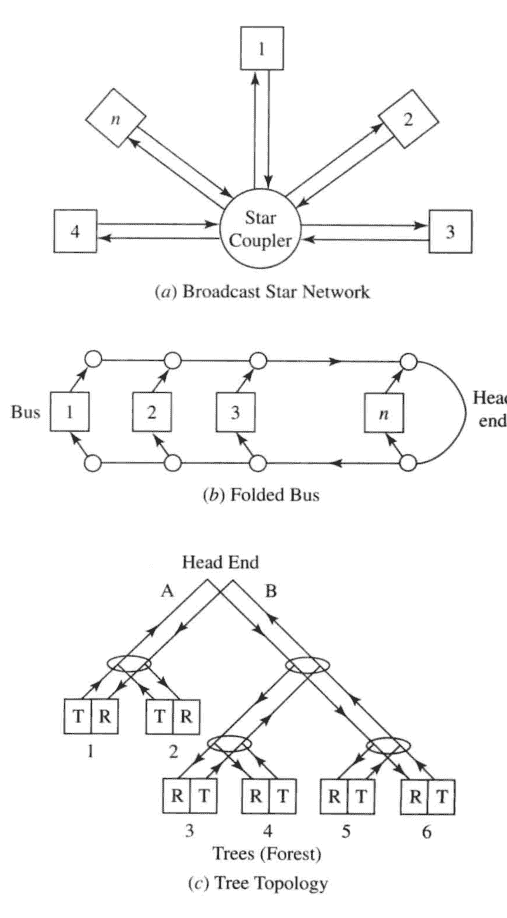 1
n
2
4
Star
Coupler
3
(a) Broadcast Star Network
Bus
1
2
3
n
Head
end
(b) Folded Bus
Head End
A
B
T R
T R
1
2
R T
R T
R T
R T
3
4
5
6
Trees (Forest)
(c) Tree Topology